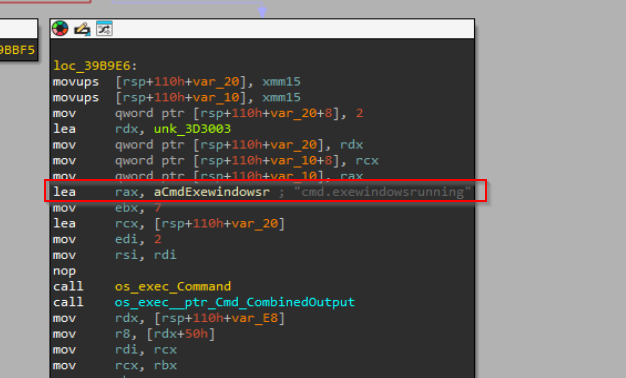 9BBF5
loc_39B9E6:
movups [rsp+110h+var_20], xmm15
movups [rsp+110h+var_10], xmm15
mov qword ptr [rsp+110h+var_20+8], 2
lea rdx, unk_3D3003
mov qword ptr [rsp+110h+var_20], rdx
mov qword ptr [rsp+110h+var_10+8], rcx
mov qword ptr [rsp+110h+var_10], rax
lea rax, aCmdExewindowsr ; "cmd.exewindowsrunning"
mov ebx, 7
lea rcx, [rsp+110h+var_20]
mov edi, 2
mov rsi, rdi
nop
call os_exec_Command
call os_exec__ptr_Cmd_CombinedOutput
mov rdx, [rsp+110h+var_E8]
mov r8, [rdx+50h]
mov rdi, rcx
mov rcx, rbx